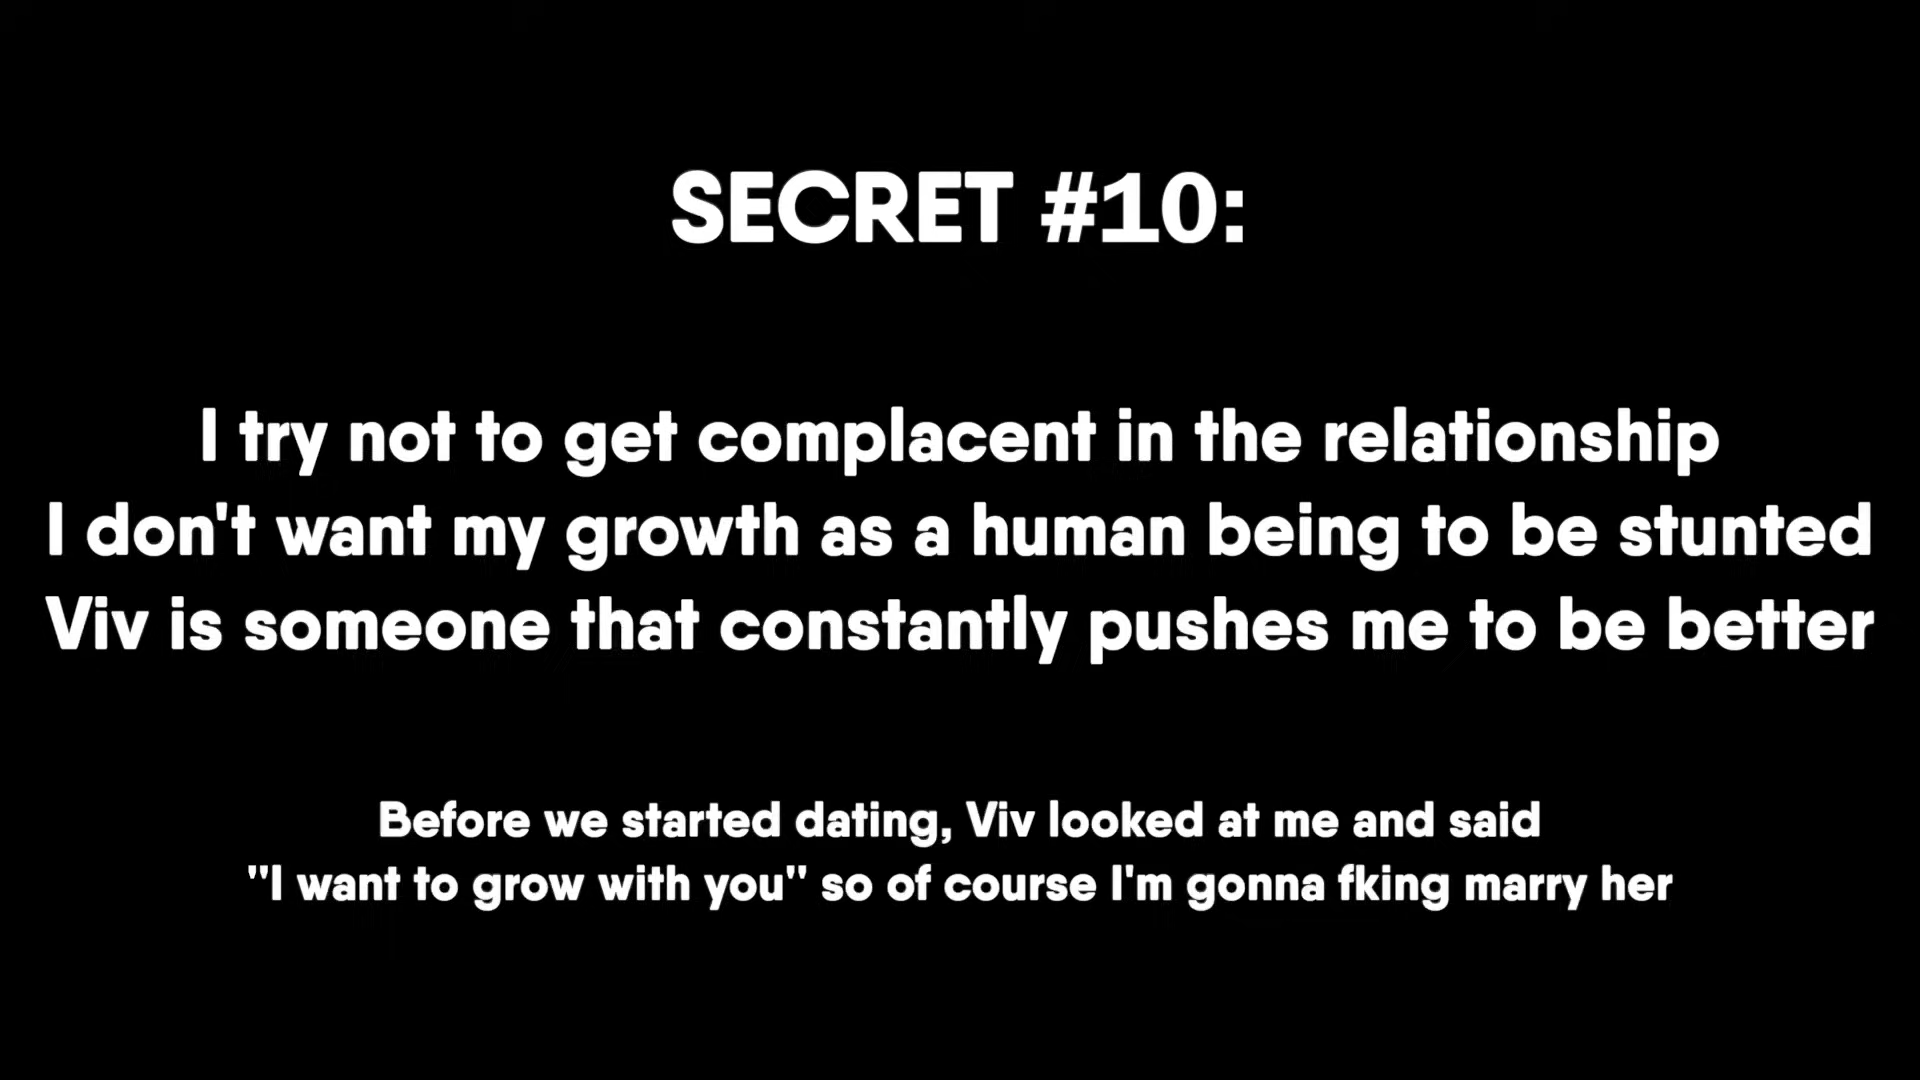 SECRET #10:
I try not to get complacent in the relationship
I don't want my growth as a human being to be stunted
Viv is someone that constantly pushes me to be better
Before we started dating, Viv looked at me and said
"I want to grow with you" so of course I'm gonna fking marry her